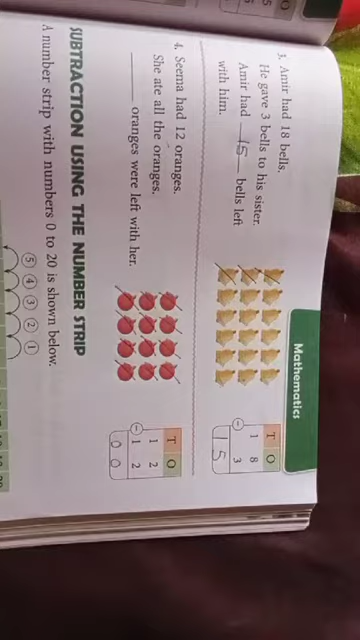 Mathematics
3. Amir had 18 bells.
He gave 3 bells to his sister.
Amir had 15 bells left
with him.
T O
1 8
− 3
1 5
4. Seema had 12 oranges.
She ate all the oranges.
____ oranges were left with her.
T O
1 2
− 1 2
0 0
SUBTRACTION USING THE NUMBER STRIP
A number strip with numbers 0 to 20 is shown below.
5 4 3 2 1